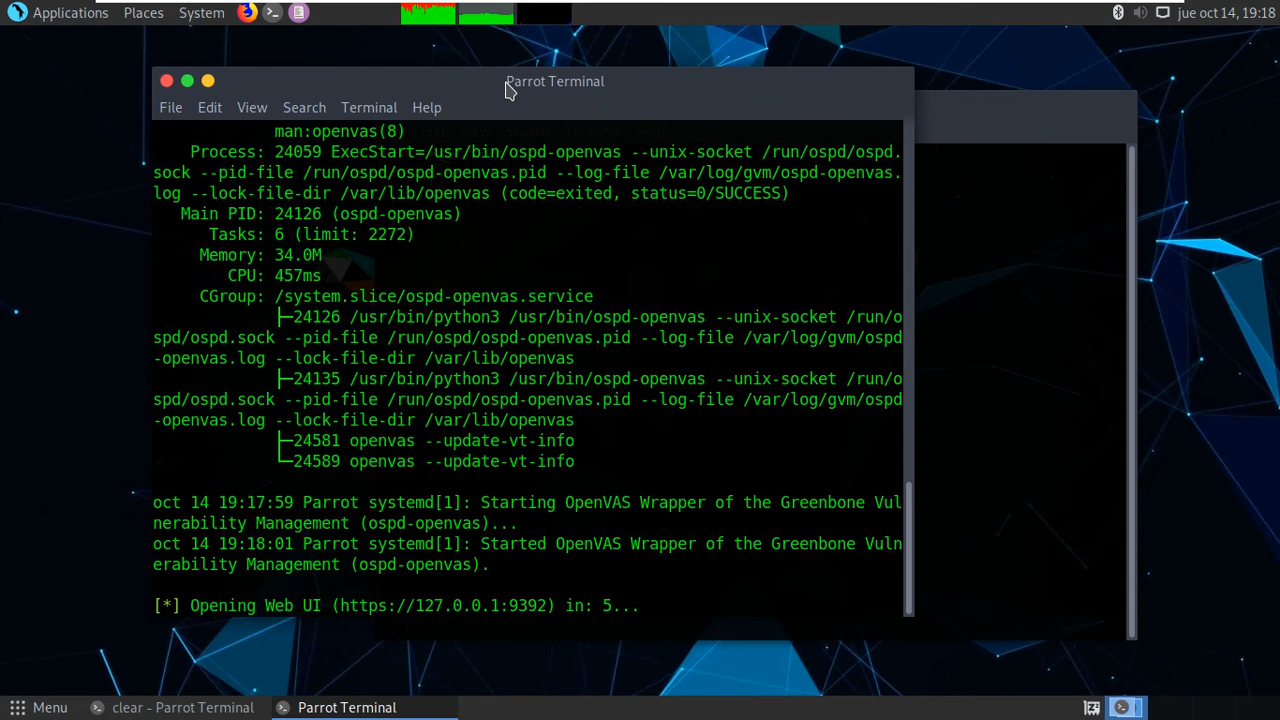 Applications Places System
jue oct 14, 19:18
Parrot Terminal
File Edit View Search Terminal Help
man:openvas(8)
Process: 24059 ExecStart=/usr/bin/ospd-openvas --unix-socket /run/ospd/ospd.
sock --pid-file /run/ospd/ospd-openvas.pid --log-file /var/log/gvm/ospd-openvas.
log --lock-file-dir /var/lib/openvas (code=exited, status=0/SUCCESS)
Main PID: 24126 (ospd-openvas)
Tasks: 6 (limit: 2272)
Memory: 34.0M
CPU: 457ms
CGroup: /system.slice/ospd-openvas.service
├─24126 /usr/bin/python3 /usr/bin/ospd-openvas --unix-socket /run/o
spd/ospd.sock --pid-file /run/ospd/ospd-openvas.pid --log-file /var/log/gvm/ospd
-openvas.log --lock-file-dir /var/lib/openvas
├─24135 /usr/bin/python3 /usr/bin/ospd-openvas --unix-socket /run/o
spd/ospd.sock --pid-file /run/ospd/ospd-openvas.pid --log-file /var/log/gvm/ospd
-openvas.log --lock-file-dir /var/lib/openvas
├─24581 openvas --update-vt-info
└─24589 openvas --update-vt-info
oct 14 19:17:59 Parrot systemd[1]: Starting OpenVAS Wrapper of the Greenbone Vul
nerability Management (ospd-openvas)...
oct 14 19:18:01 Parrot systemd[1]: Started OpenVAS Wrapper of the Greenbone Vuln
erability Management (ospd-openvas).
[*] Opening Web UI (https://127.0.0.1:9392) in: 5...
Menu
clear - Parrot Terminal
Parrot Terminal